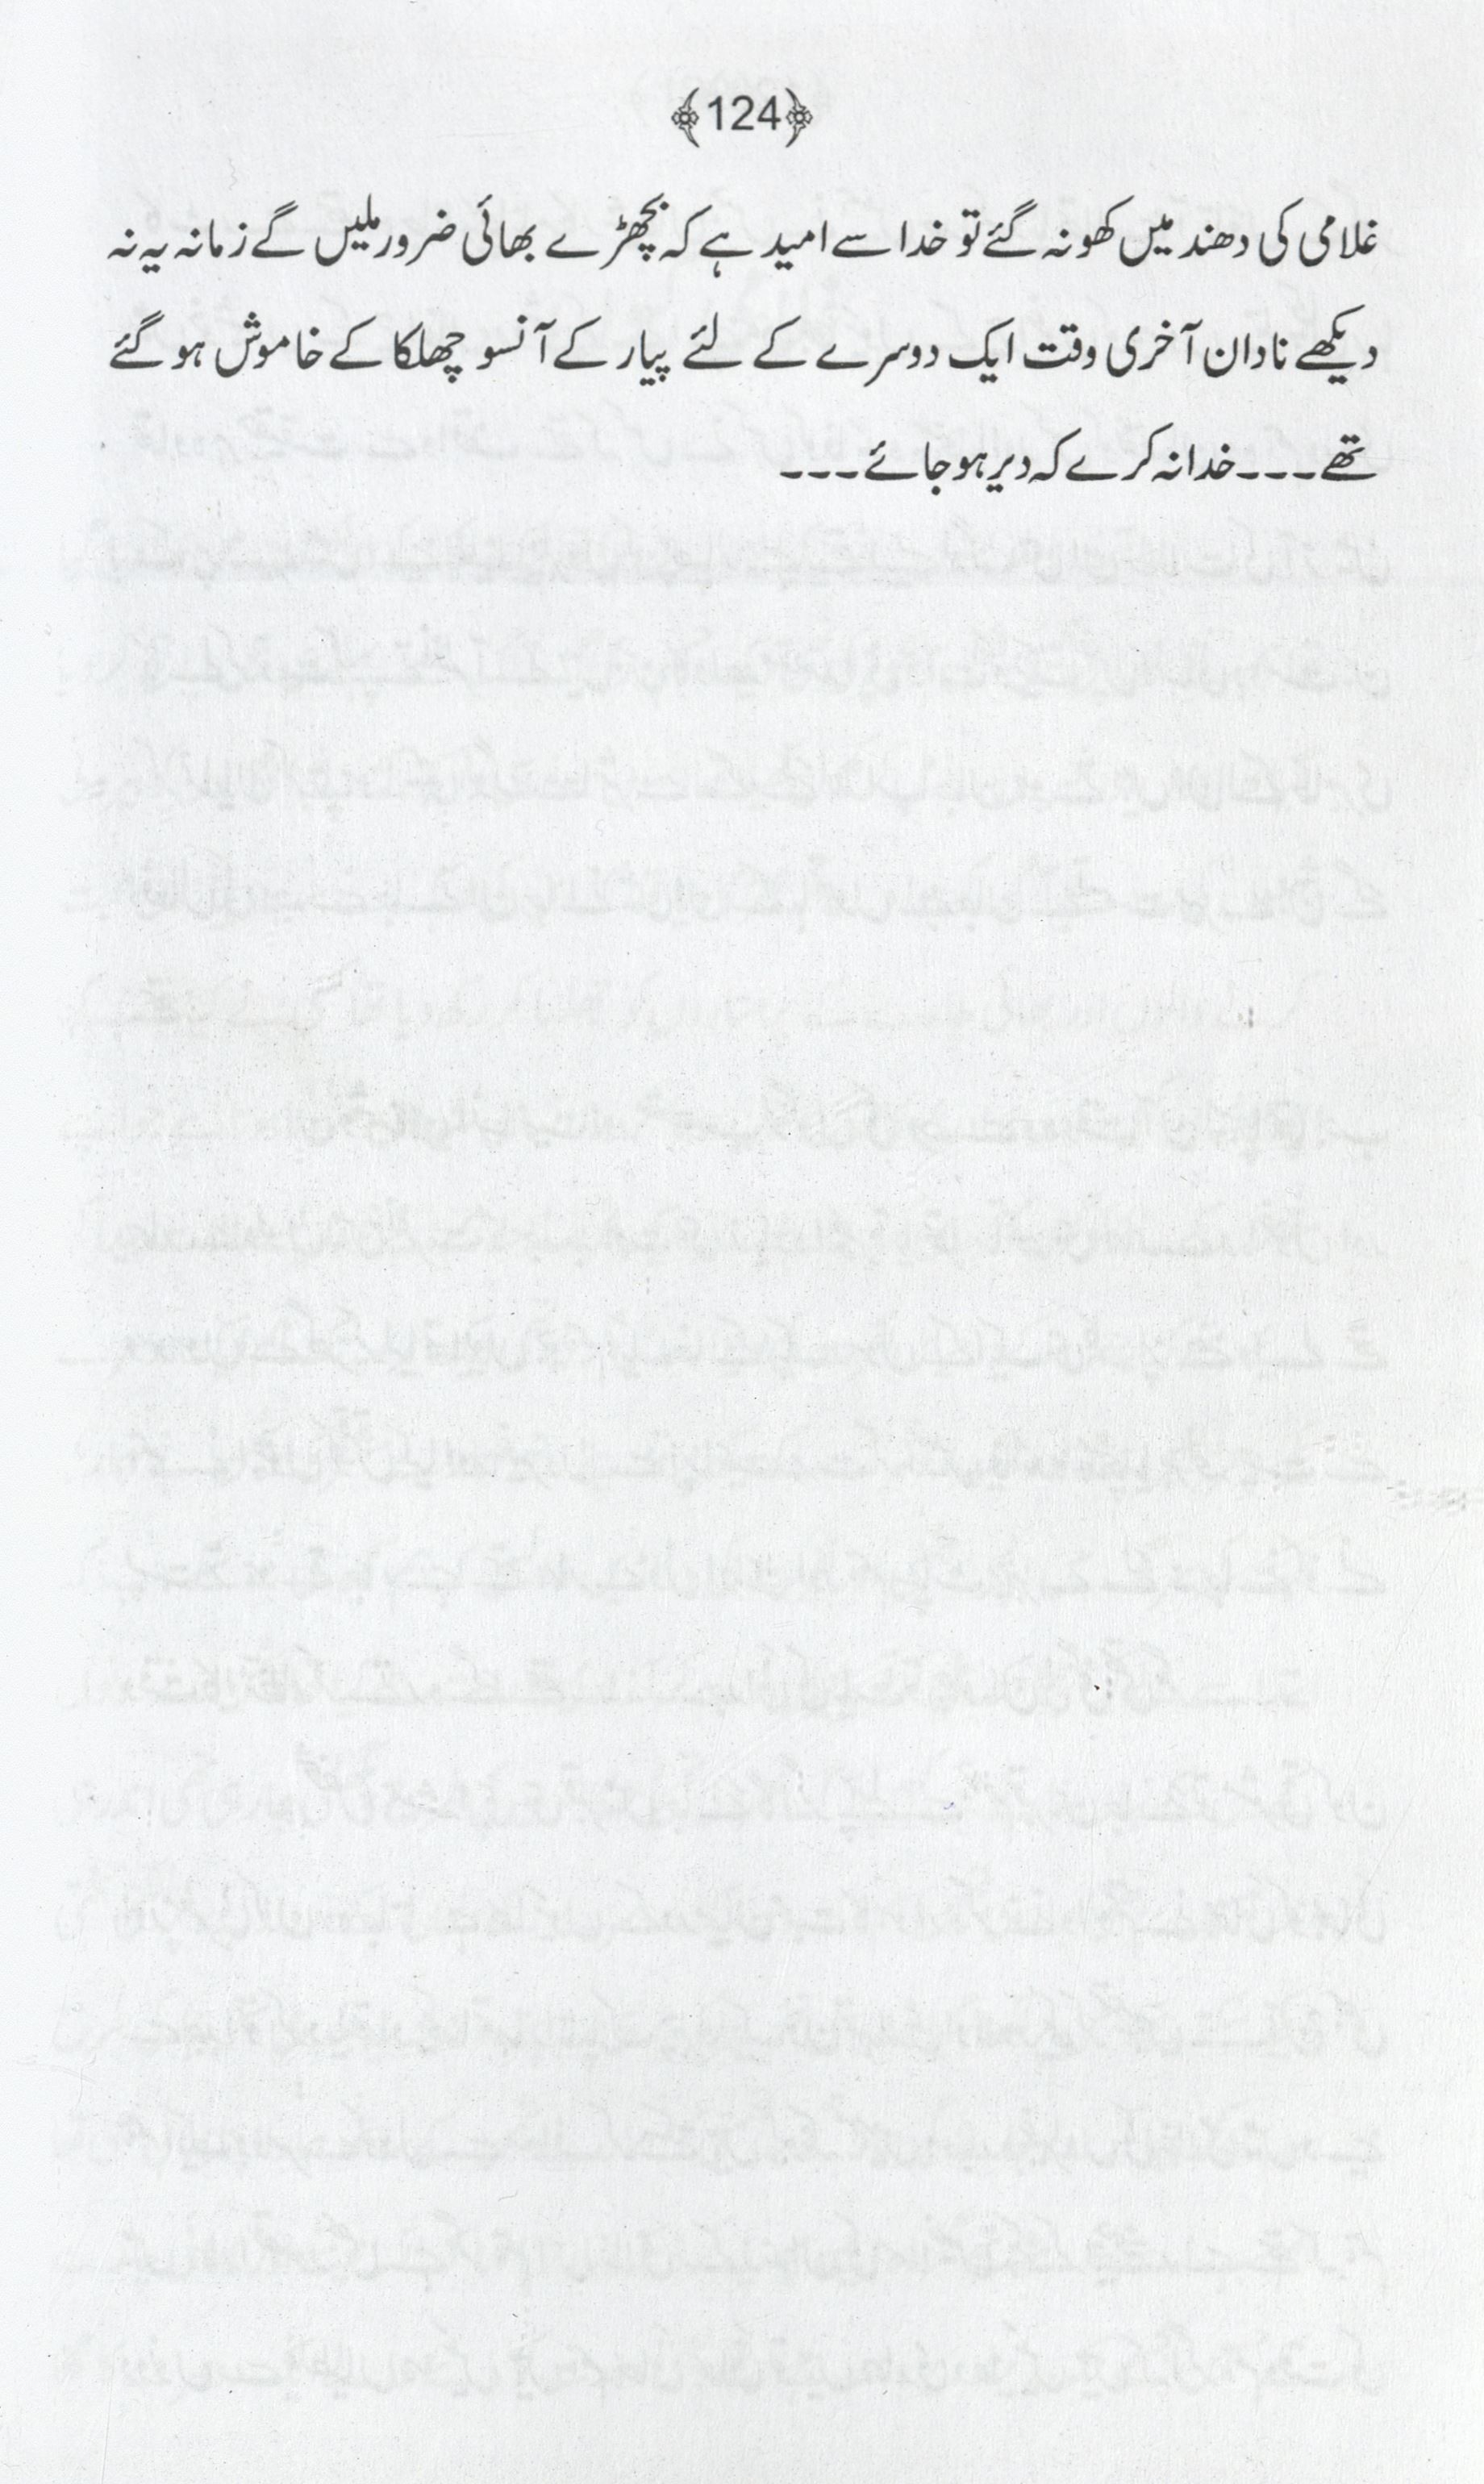 124
غلامی کی دھند میں کھو نہ گئے تو خدا سے امید ہے کہ بچھڑے بھائی ضرور ملیں گے زمانہ یہ نہ
دیکھے نادان آخری وقت ایک دوسرے کے لئے پیار کے آنسو چھلکا کے خاموش ہو گئے
تھے۔۔۔خدا نہ کرے کہ دیر ہو جائے۔۔۔